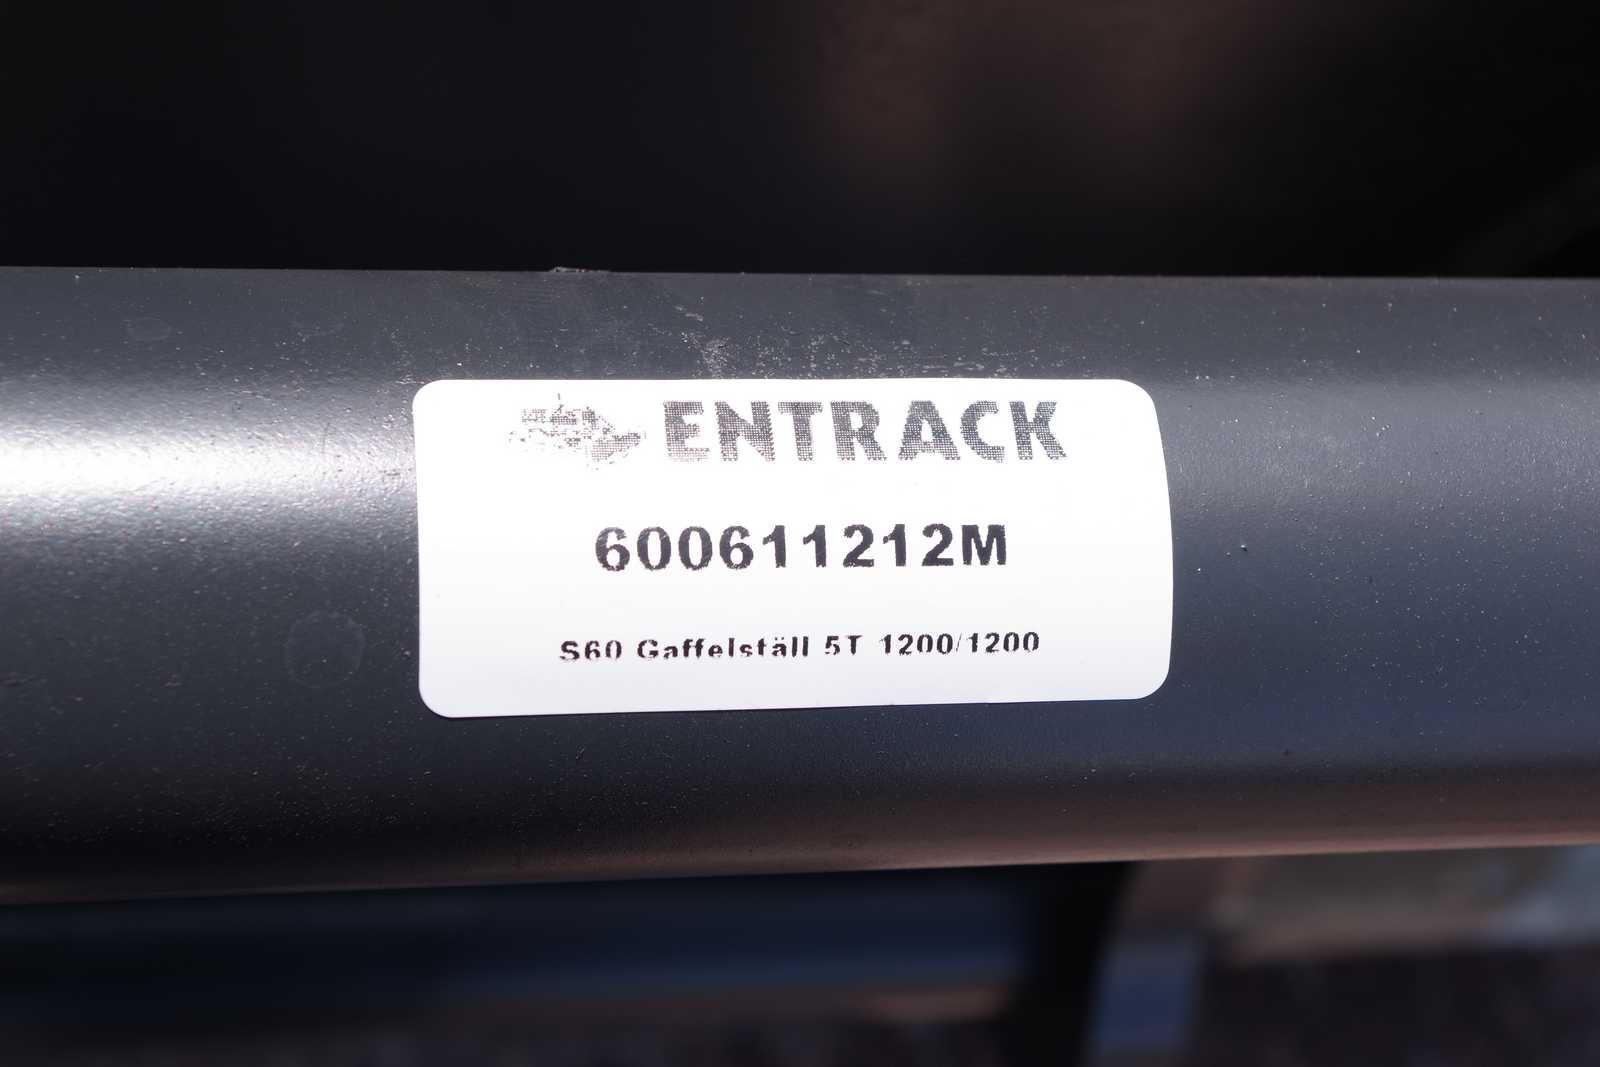 ENTRACK
600611212M
S60 Gaffelställ 5T 1200/1200